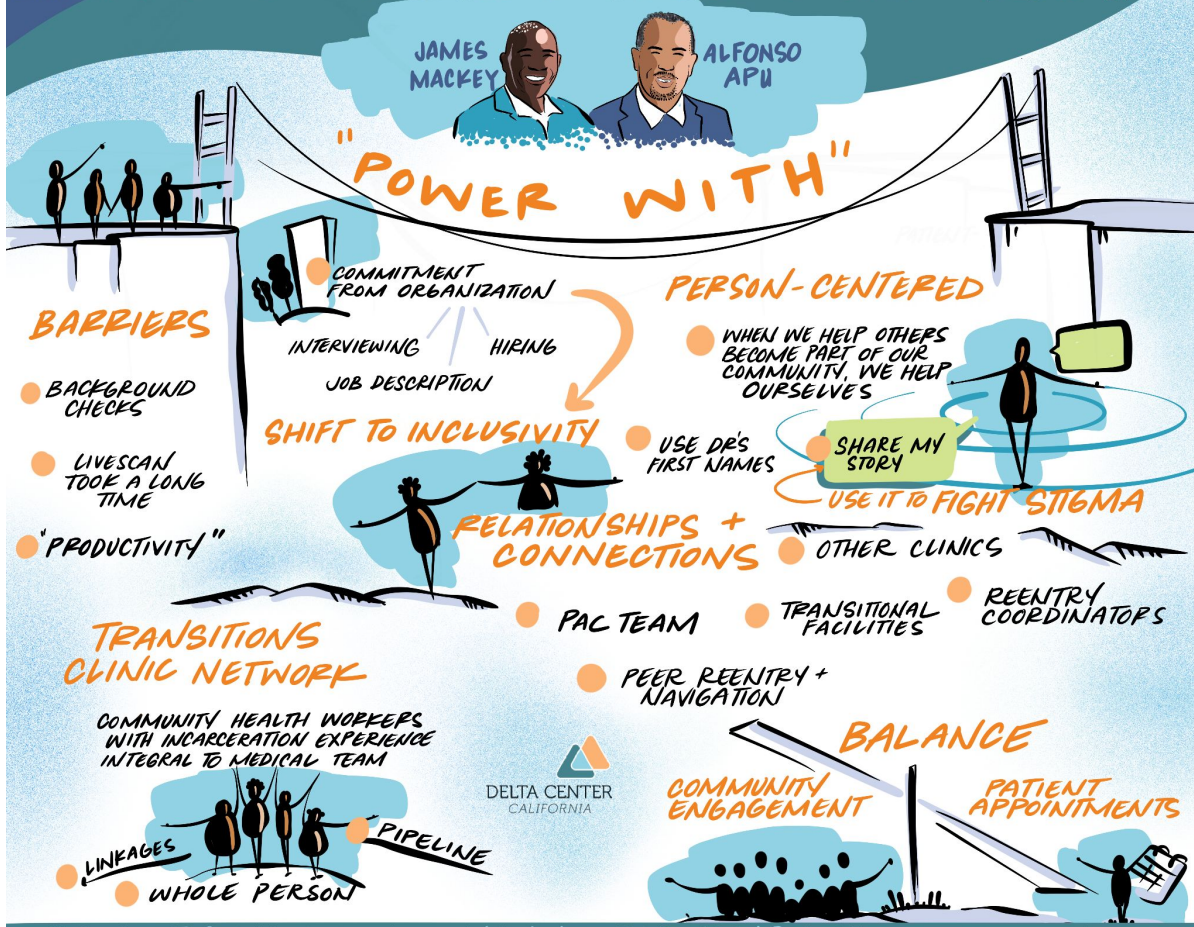 JAMES
MACKEY
ALFONSO
APU
"POWER WITH"
BARRIERS
BACKGROUND
CHECKS
LIVESCAN
TOOK A LONG
TIME
"PRODUCTIVITY"
COMMITMENT
FROM ORGANIZATION
INTERVIEWING
HIRING
JOB DESCRIPTION
SHIFT TO INCLUSIVITY
PERSON-CENTERED
WHEN WE HELP OTHERS
BECOME PART OF OUR
COMMUNITY, WE HELP
OURSELVES
USE DR'S
FIRST NAMES
SHARE MY
STORY
USE IT TO FIGHT STIGMA
RELATIONSHIPS +
CONNECTIONS
OTHER CLINICS
PAC TEAM
TRANSITIONAL
FACILITIES
REENTRY
COORDINATORS
PEER REENTRY +
NAVIGATION
TRANSITIONS
CLINIC NETWORK
COMMUNITY HEALTH WORKERS
WITH INCARCERATION EXPERIENCE
INTEGRAL TO MEDICAL TEAM
LINKAGES
WHOLE PERSON
PIPELINE
DELTA CENTER
CALIFORNIA
BALANCE
COMMUNITY
ENGAGEMENT
PATIENT
APPOINTMENTS